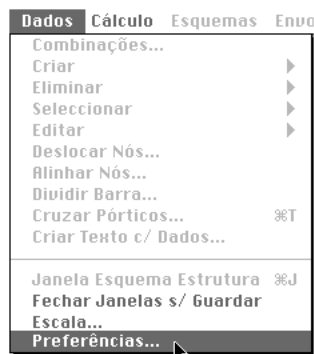 Dados Cálculo Esquemas Envo
Combinações...
Criar
Eliminar
Seleccionar
Editar
Deslocar Nós...
Alinhar Nós...
Dividir Barra...
Cruzar Pórticos... ⌘T
Criar Texto c/ Dados...
Janela Esquema Estrutura ⌘J
Fechar Janelas s/ Guardar
Escala...
Preferências...